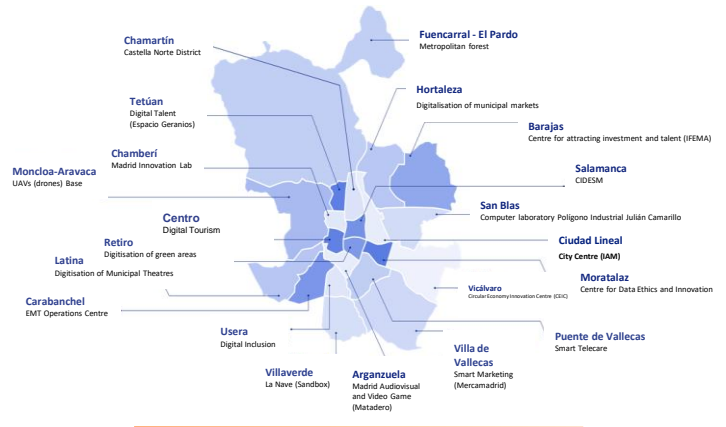 Chamartín
Castella Norte District
Fuencarral - El Pardo
Metropolitan forest
Tetúan
Digital Talent
(Espacio Geranios)
Hortaleza
Digitalisation of municipal markets
Barajas
Centre for attracting investment and talent (IFEMA)
Chamberí
Madrid Innovation Lab
Moncloa-Aravaca
UAVs (drones) Base
Salamanca
CIDESM
San Blas
Computer laboratory Polígono Industrial Julián Camarillo
Centro
Digital Tourism
Retiro
Digitisation of green areas
Ciudad Lineal
City Centre (IAM)
Latina
Digitisation of Municipal Theatres
Moratalaz
Centre for Data Ethics and Innovation
Vicálvaro
Circular Economy Innovation Centre (CEIC)
Carabanchel
EMT Operations Centre
Usera
Digital Inclusion
Puente de Vallecas
Smart Telecare
Villa de
Vallecas
Smart Marketing
(Mercamadrid)
Villaverde
La Nave (Sandbox)
Arganzuela
Madrid Audiovisual
and Video Game
(Matadero)